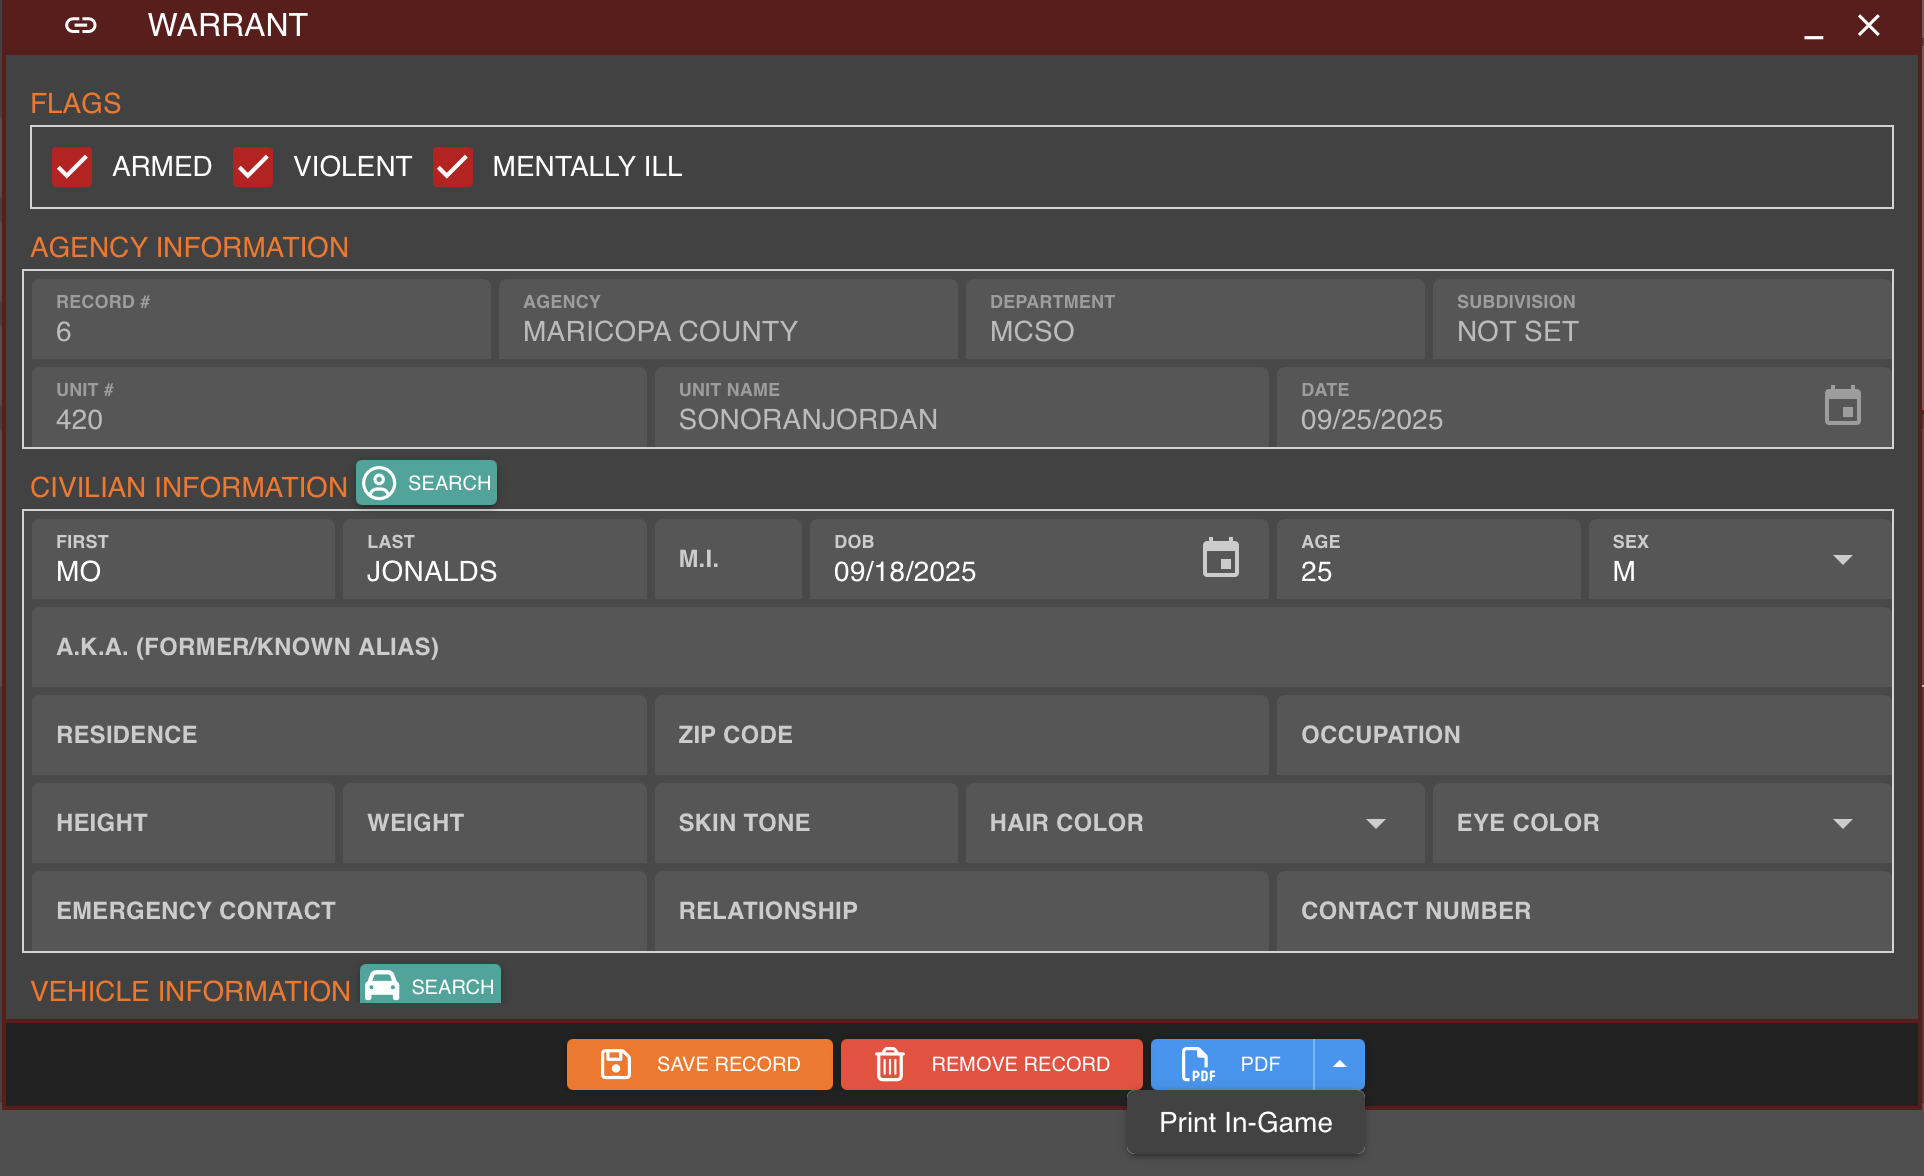 WARRANT
FLAGS
ARMED VIOLENT MENTALLY ILL
AGENCY INFORMATION
RECORD # AGENCY DEPARTMENT SUBDIVISION
6 MARICOPA COUNTY MCSO NOT SET
UNIT # UNIT NAME DATE
420 SONORANJORDAN 09/25/2025
CIVILIAN INFORMATION SEARCH
FIRST LAST M.I. DOB AGE SEX
MO JONALDS 09/18/2025 25 M
A.K.A. (FORMER/KNOWN ALIAS)
RESIDENCE ZIP CODE OCCUPATION
HEIGHT WEIGHT SKIN TONE HAIR COLOR EYE COLOR
EMERGENCY CONTACT RELATIONSHIP CONTACT NUMBER
VEHICLE INFORMATION SEARCH
SAVE RECORD REMOVE RECORD PDF PDF
Print In-Game